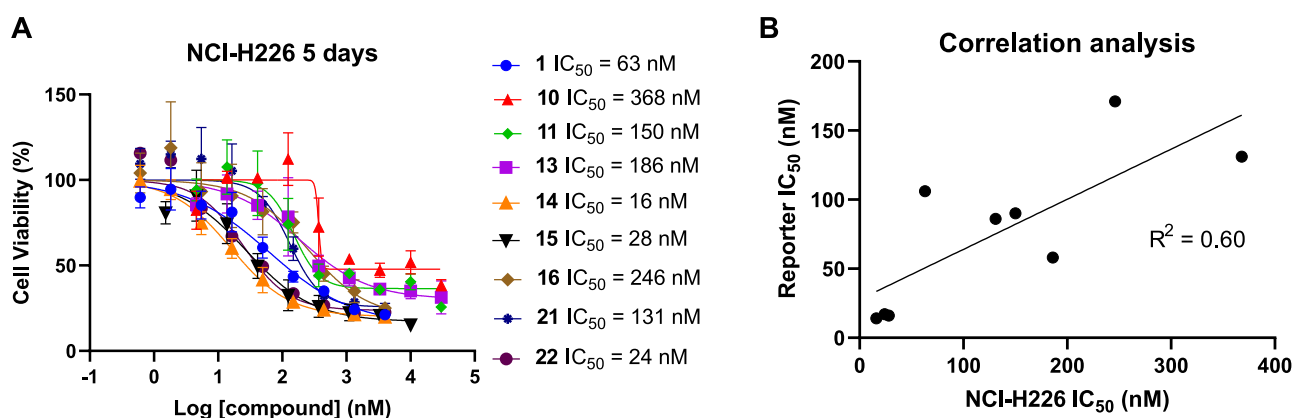 A
NCI-H226 5 days
Cell Viability (%)
150
100
50
0
-1 0 1 2 3 4 5
Log [compound] (nM)
1 IC₅₀ = 63 nM
10 IC₅₀ = 368 nM
11 IC₅₀ = 150 nM
13 IC₅₀ = 186 nM
14 IC₅₀ = 16 nM
15 IC₅₀ = 28 nM
16 IC₅₀ = 246 nM
21 IC₅₀ = 131 nM
22 IC₅₀ = 24 nM
B
Correlation analysis
Reporter IC₅₀ (nM)
200
150
100
50
0
0 100 200 300 400
NCI-H226 IC₅₀ (nM)
R² = 0.60